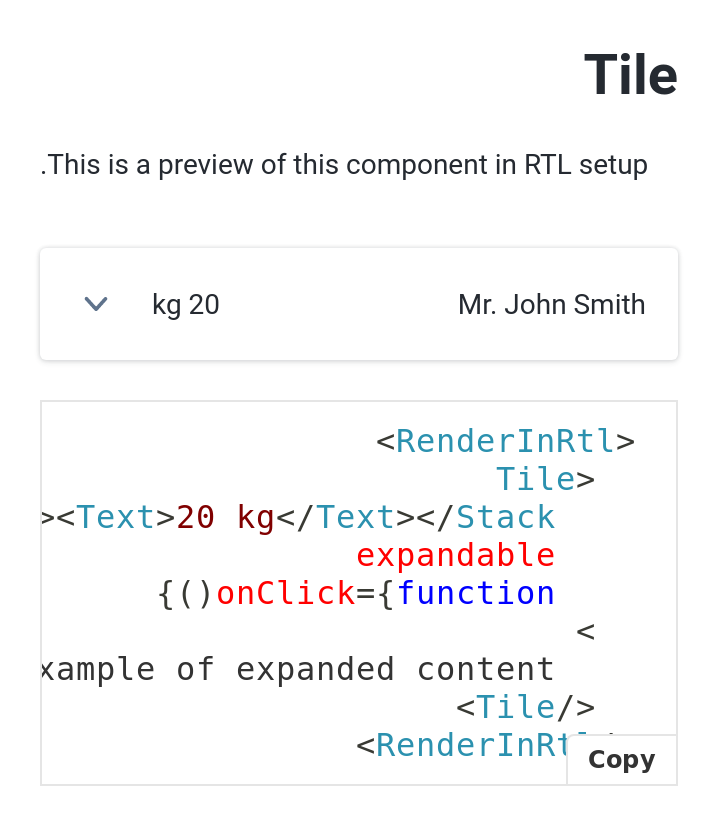 Tile
.This is a preview of this component in RTL setup
Mr. John Smith
kg 20
<RenderInRtl>
Tile>
><Text>20 kg</Text></Stack
expandable
{()onClick={function
<
xample of expanded content
<Tile/>
<RenderInRtl
Copy